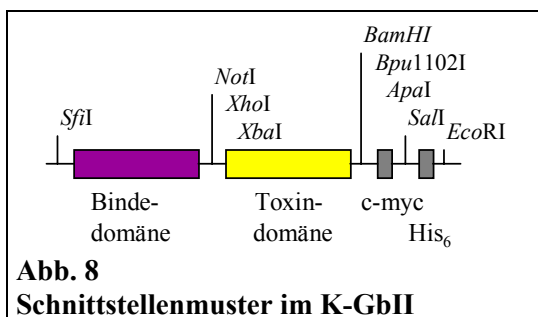 BamHI
NotI Bpu1102I
XhoI ApaI
SfiI XbaI SalI
EcoRI
Binde- Toxin- c-myc
domäne domäne His6
Abb. 8
Schnittstellenmuster im K-GbII